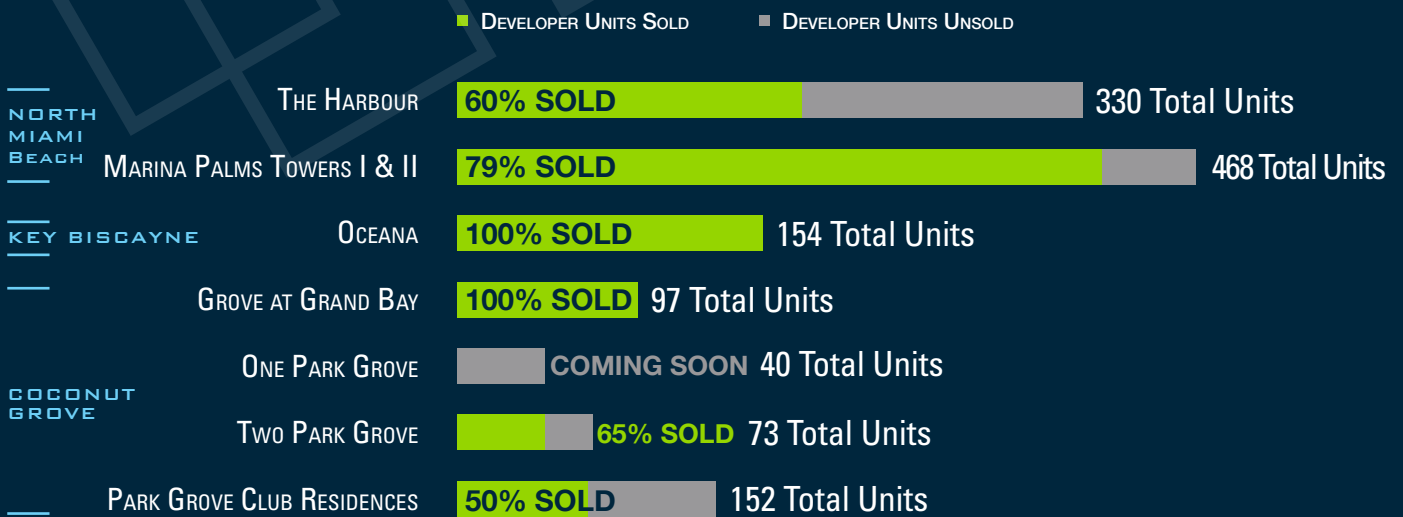 Developer Units Sold Developer Units Unsold
The Harbour 60% SOLD 330 Total Units
NORTH
MIAMI
BEACH
Marina Palms Towers I & II 79% SOLD 468 Total Units
KEY BISCAYNE Oceana 100% SOLD 154 Total Units
Grove at Grand Bay 100% SOLD 97 Total Units
One Park Grove COMING SOON 40 Total Units
COCONUT
GROVE
Two Park Grove 65% SOLD 73 Total Units
Park Grove Club Residences 50% SOLD 152 Total Units